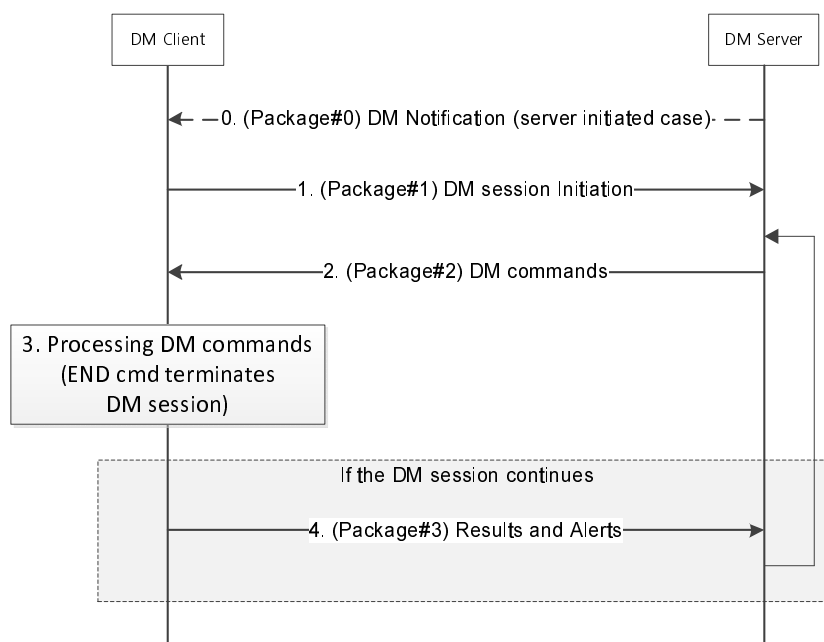 DM Client
DM Server
0. (Package#0) DM Notification (server initiated case)
1. (Package#1) DM session Initiation
2. (Package#2) DM commands
3. Processing DM commands
(END cmd terminates
DM session)
If the DM session continues
4. (Package#3) Results and Alerts